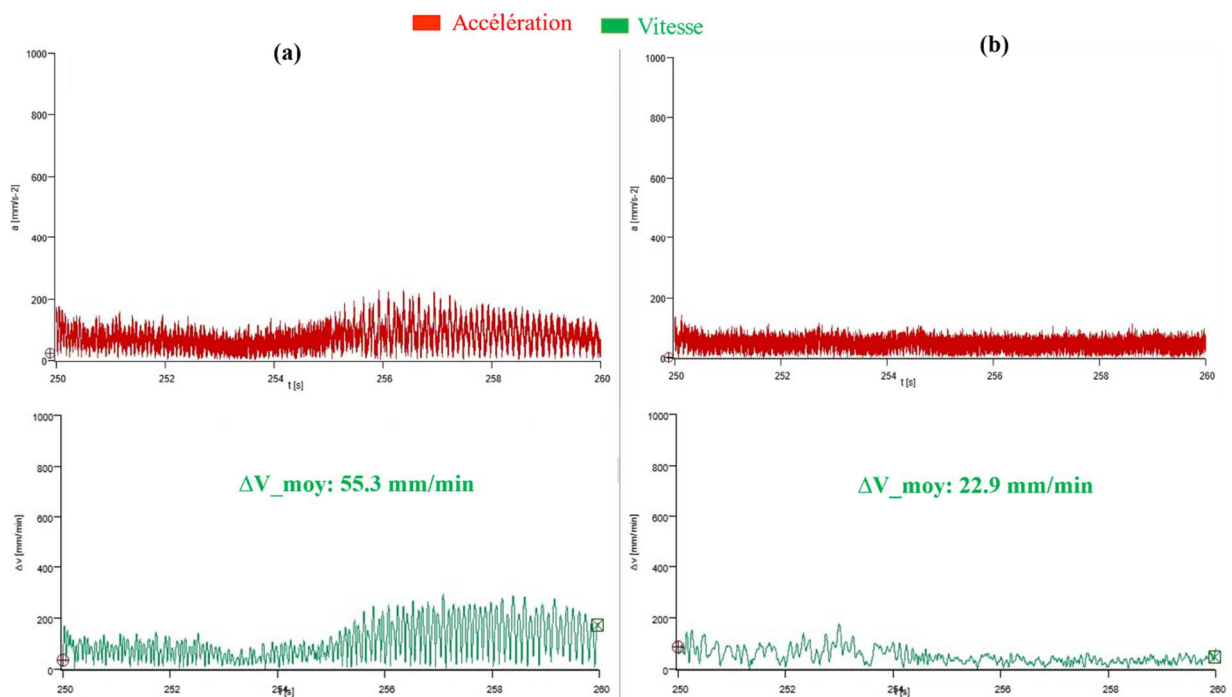 Accélération Vitesse
(a)
(b)
1000
800
600
400
200
0
a [mm/s-2]
250 252 254 256 258 260
t [s]
1000
800
600
400
200
0
a [mm/s-2]
250 252 254 256 258 260
t [s]
1000
800
600
400
200
0
Δv [mm/min]
ΔV_moy: 55.3 mm/min
250 252 254 256 258 260
t [s]
1000
800
600
400
200
0
Δv [mm/min]
ΔV_moy: 22.9 mm/min
250 252 254 256 258 260
t [s]